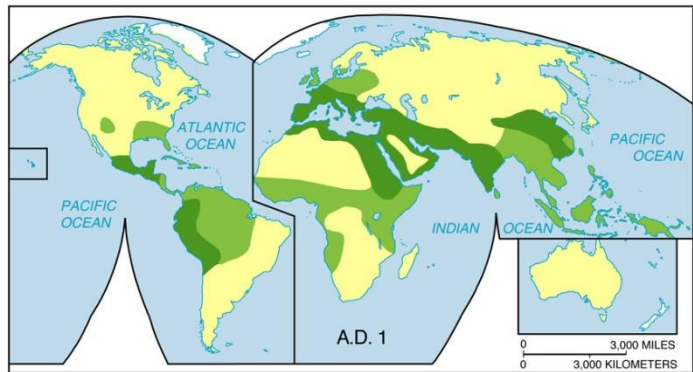 ATLANTIC
OCEAN
PACIFIC
OCEAN
PACIFIC
OCEAN
INDIAN
OCEAN
A.D. 1
0 3,000 MILES
0 3,000 KILOMETERS